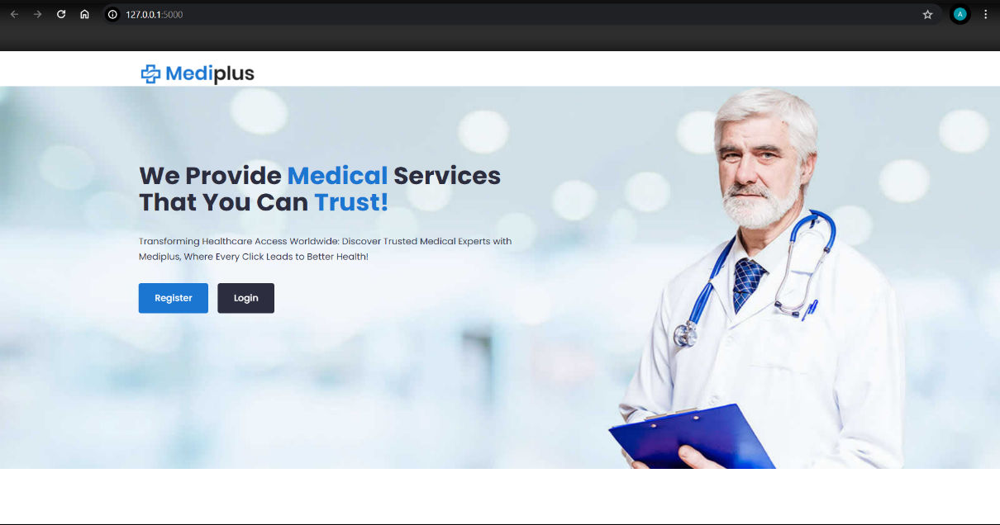 127.0.0.1:5000
A
Mediplus
We Provide Medical Services
That You Can Trust!
Transforming Healthcare Access Worldwide: Discover Trusted Medical Experts with
Mediplus, Where Every Click Leads to Better Health!
Register
Login